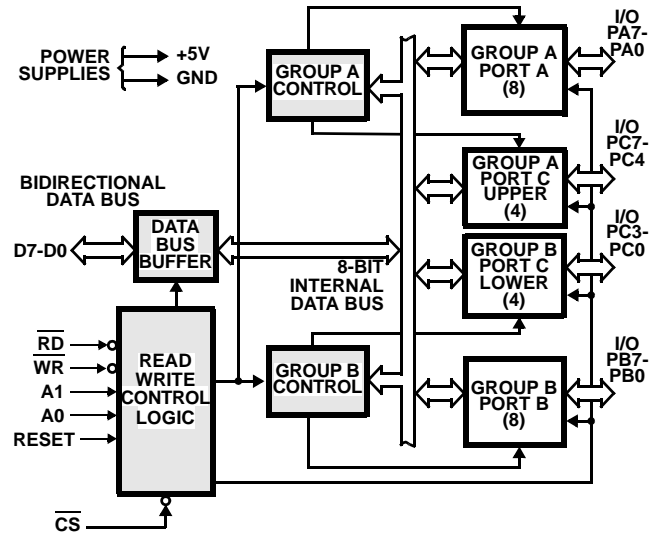 POWER
SUPPLIES
+5V
GND
GROUP A
CONTROL
GROUP A
PORT A
(8)
I/O
PA7-
PA0
GROUP A
PORT C
UPPER
(4)
I/O
PC7-
PC4
BIDIRECTIONAL
DATA BUS
D7-D0
DATA
BUS
BUFFER
8-BIT
INTERNAL
DATA BUS
GROUP B
PORT C
LOWER
(4)
I/O
PC3-
PC0
RD
WR
A1
A0
RESET
READ
WRITE
CONTROL
LOGIC
GROUP B
CONTROL
GROUP B
PORT B
(8)
I/O
PB7-
PB0
CS